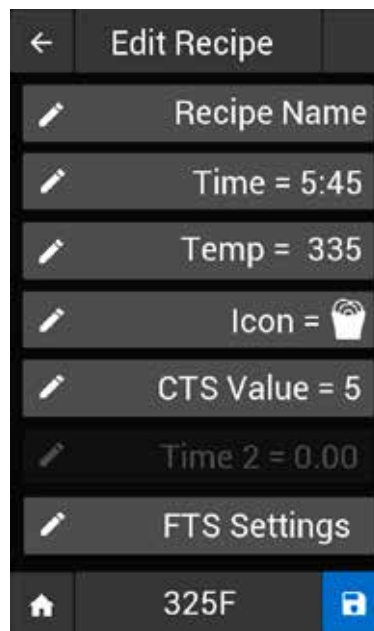 Edit Recipe
Recipe Name
Time = 5:45
Temp = 335
Icon =
CTS Value = 5
Time 2 = 0.00
FTS Settings
325F